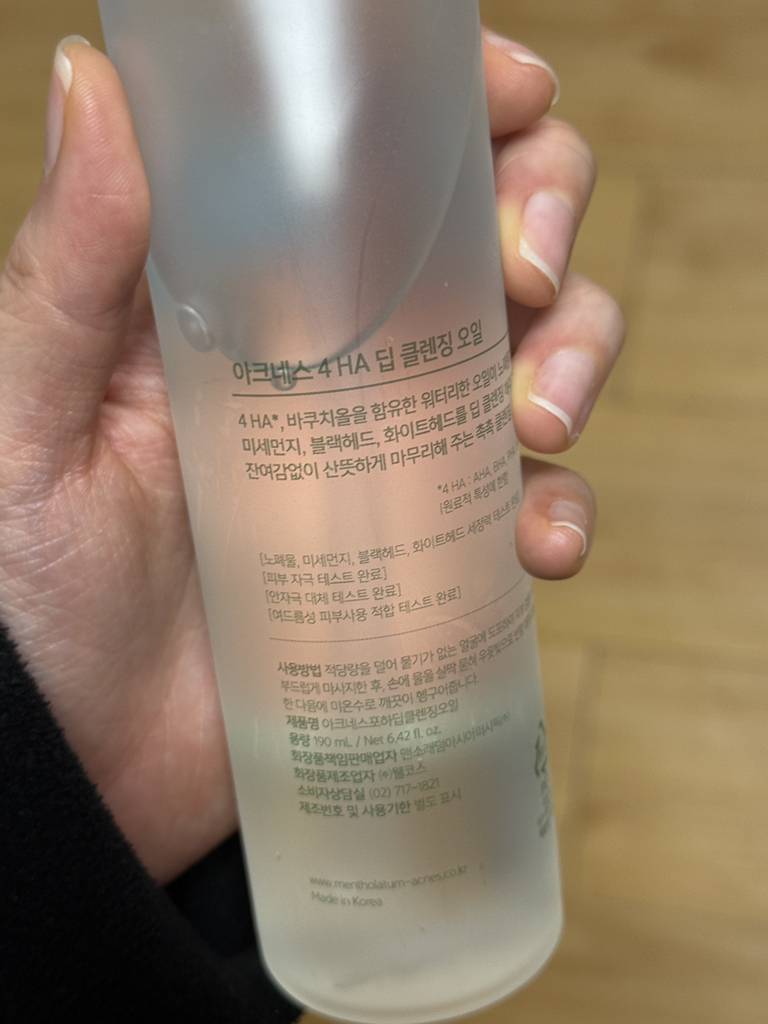 아크네스 4 HA 딥 클렌징 오일
4 HA*, 바쿠치올을 함유한 워터리한 오일이
미세먼지, 블랙헤드, 화이트헤드를 딥 클렌징
잔여감없이 산뜻하게 마무리해 주는 촉촉
*4 HA : AHA, BHA,
[원료적 특성에 한함
[노폐물, 미세먼지, 블랙헤드, 화이트헤드 세정력 테스트 완료]
[피부 자극 테스트 완료]
[안자극 대체 테스트 완료]
[여드름성 피부사용 적합 테스트 완료]
사용방법 적당량을 덜어 물기가 없는 얼굴에 도포하여
부드럽게 마사지한 후, 손에 물을 살짝 묻혀 우윳빛으로
한 다음에 미온수로 깨끗이 헹구어줍니다.
제품명 아크네스포하딥클렌징오일
용량 190 mL / Net 6.42 fl. oz.
화장품책임판매업자 맨소래덤아시아퍼시픽㈜
화장품제조업자 ㈜웰코스
소비자상담실 (02) 717-1821
제조번호 및 사용기한 별도 표시
www.mentholatum-acnes.co.kr
Made in Korea